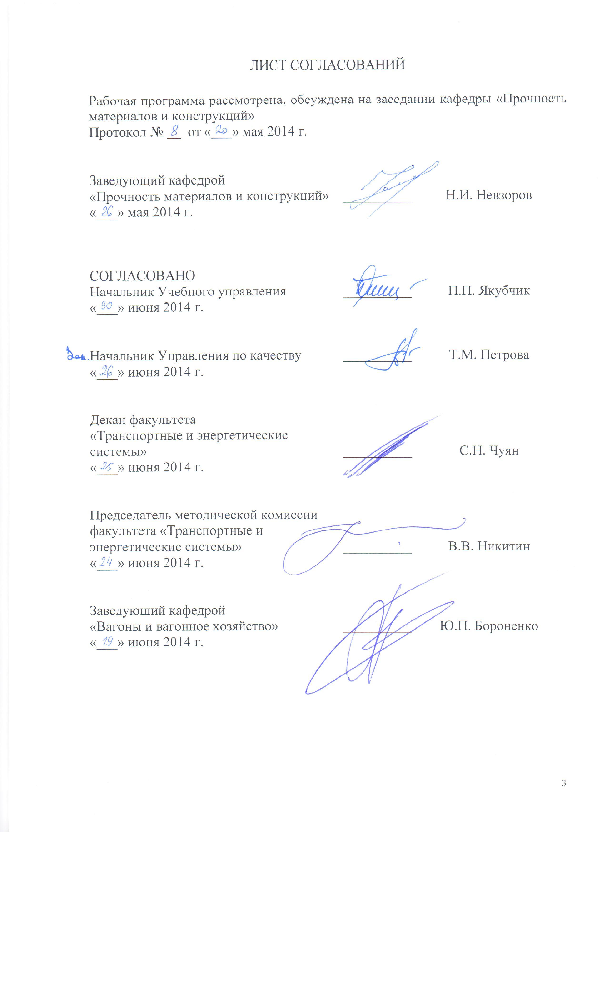 ЛИСТ СОГЛАСОВАНИЙ
Рабочая программа рассмотрена, обсуждена на заседании кафедры «Прочность
материалов и конструкций»
Протокол № 8 от «20» мая 2014 г.
Заведующий кафедрой
«Прочность материалов и конструкций» Н.И. Невзоров
«26» мая 2014 г.
СОГЛАСОВАНО
Начальник Учебного управления П.П. Якубчик
«30» июня 2014 г.
Зам. Начальник Управления по качеству Т.М. Петрова
«26» июня 2014 г.
Декан факультета
«Транспортные и энергетические
системы» С.Н. Чуян
«25» июня 2014 г.
Председатель методической комиссии
факультета «Транспортные и
энергетические системы» В.В. Никитин
«24» июня 2014 г.
Заведующий кафедрой
«Вагоны и вагонное хозяйство» Ю.П. Бороненко
«19» июня 2014 г.
3